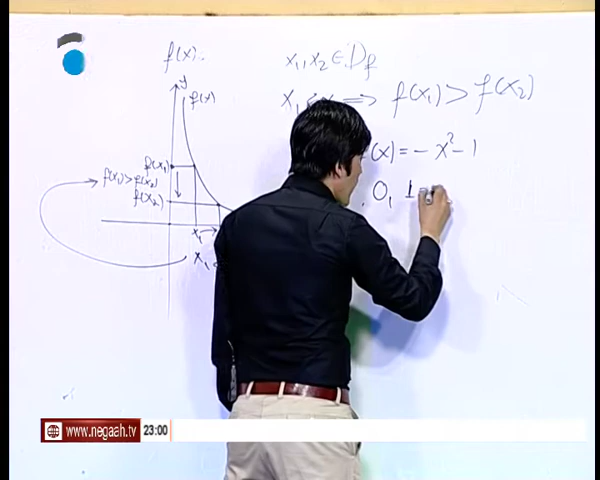 f(x).
x₁, x₂ ∈ D_f
y
f(x)
x₁ ⟹ f(x₁) > f(x₂)
(x) = - x² - 1
f(x₁)
f(x₁) > f(x₂)
f(x₂)
0, 1
x₁ →
x₁
www.negaah.tv 23:00